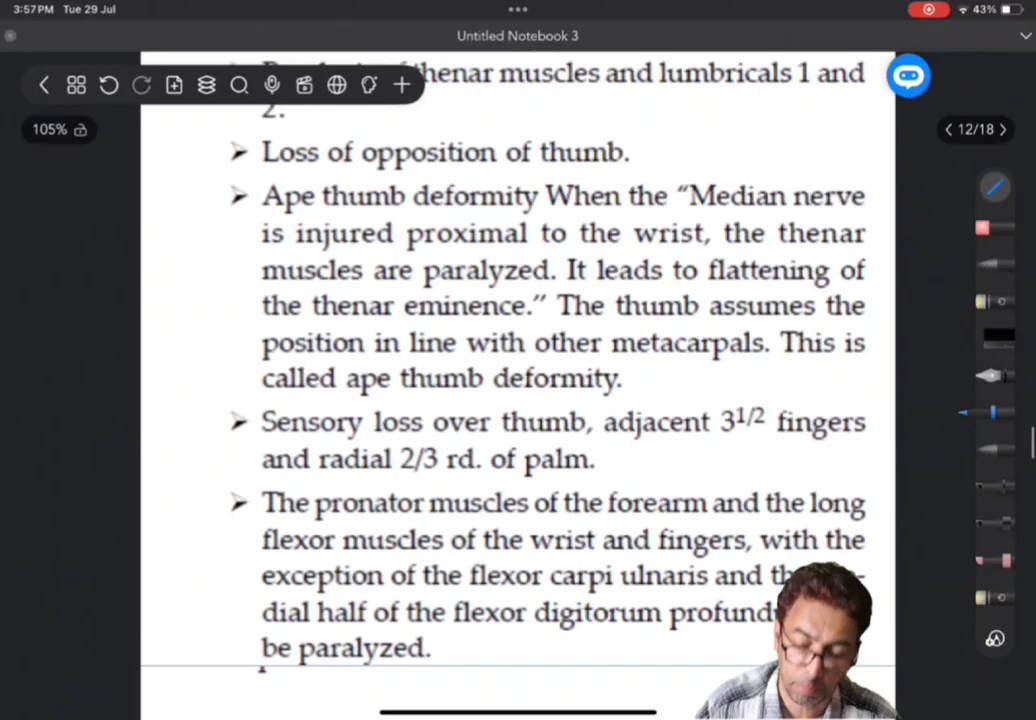 3:57PM Tue 29 Jul
43%
Untitled Notebook 3
thenar muscles and lumbricals 1 and
2.
105%
12/18
➤ Loss of opposition of thumb.
➤ Ape thumb deformity When the “Median nerve
is injured proximal to the wrist, the thenar
muscles are paralyzed. It leads to flattening of
the thenar eminence.” The thumb assumes the
position in line with other metacarpals. This is
called ape thumb deformity.
➤ Sensory loss over thumb, adjacent 3 1/2 fingers
and radial 2/3 rd. of palm.
➤ The pronator muscles of the forearm and the long
flexor muscles of the wrist and fingers, with the
exception of the flexor carpi ulnaris and
dial half of the flexor digitorum
be paralyzed.